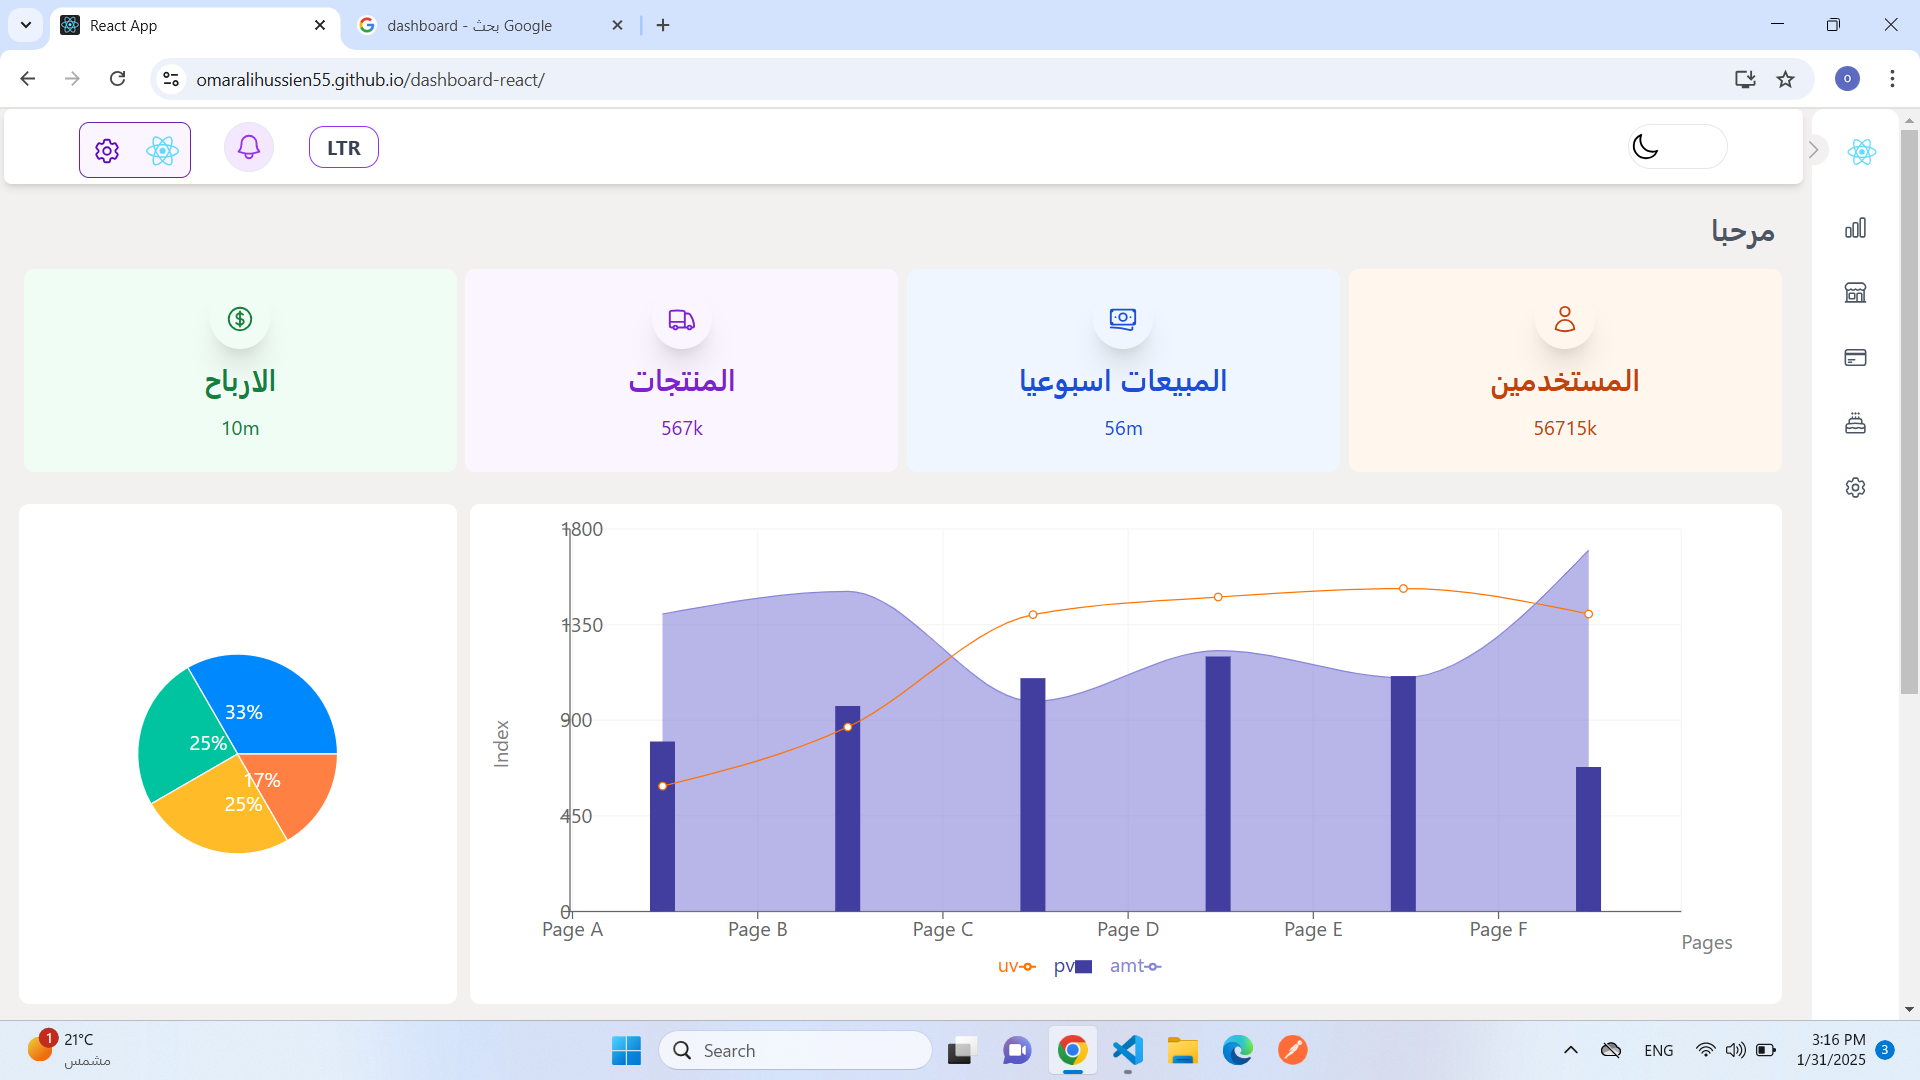 React App
dashboard - بحث Google
omaralihussien55.github.io/dashboard-react/
LTR
مرحبا
المستخدمين
56715k
المبيعات اسبوعيا
56m
المنتجات
567k
الارباح
10m
33%
25%
17%
25%
1800
1350
900
450
0
Index
Page A
Page B
Page C
Page D
Page E
Page F
Pages
uv
pv
amt
1
21°C
مشمس
Search
ENG
3:16 PM
1/31/2025
3
O